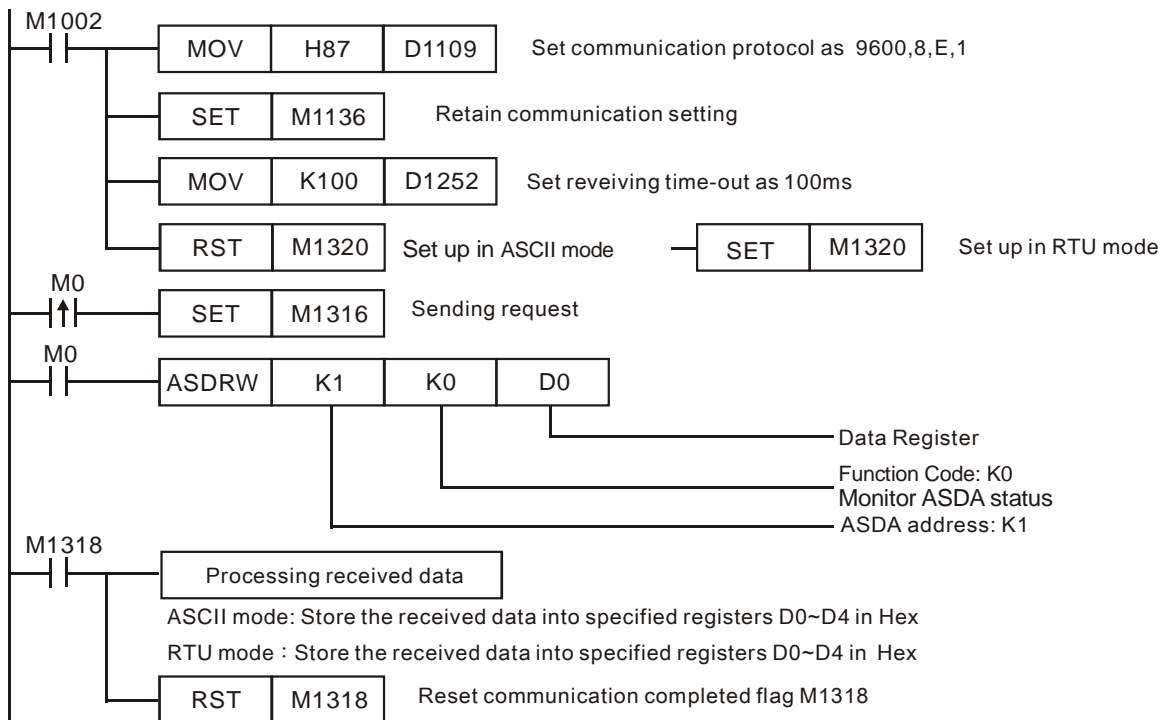 M1002
MOV H87 D1109 Set communication protocol as 9600,8,E,1
SET M1136 Retain communication setting
MOV K100 D1252 Set reveiving time-out as 100ms
RST M1320 Set up in ASCII mode SET M1320 Set up in RTU mode
M0
SET M1316 Sending request
M0
ASDRW K1 K0 D0
Data Register
Function Code: K0
Monitor ASDA status
ASDA address: K1
M1318
Processing received data
ASCII mode: Store the received data into specified registers D0~D4 in Hex
RTU mode：Store the received data into specified registers D0~D4 in Hex
RST M1318 Reset communication completed flag M1318